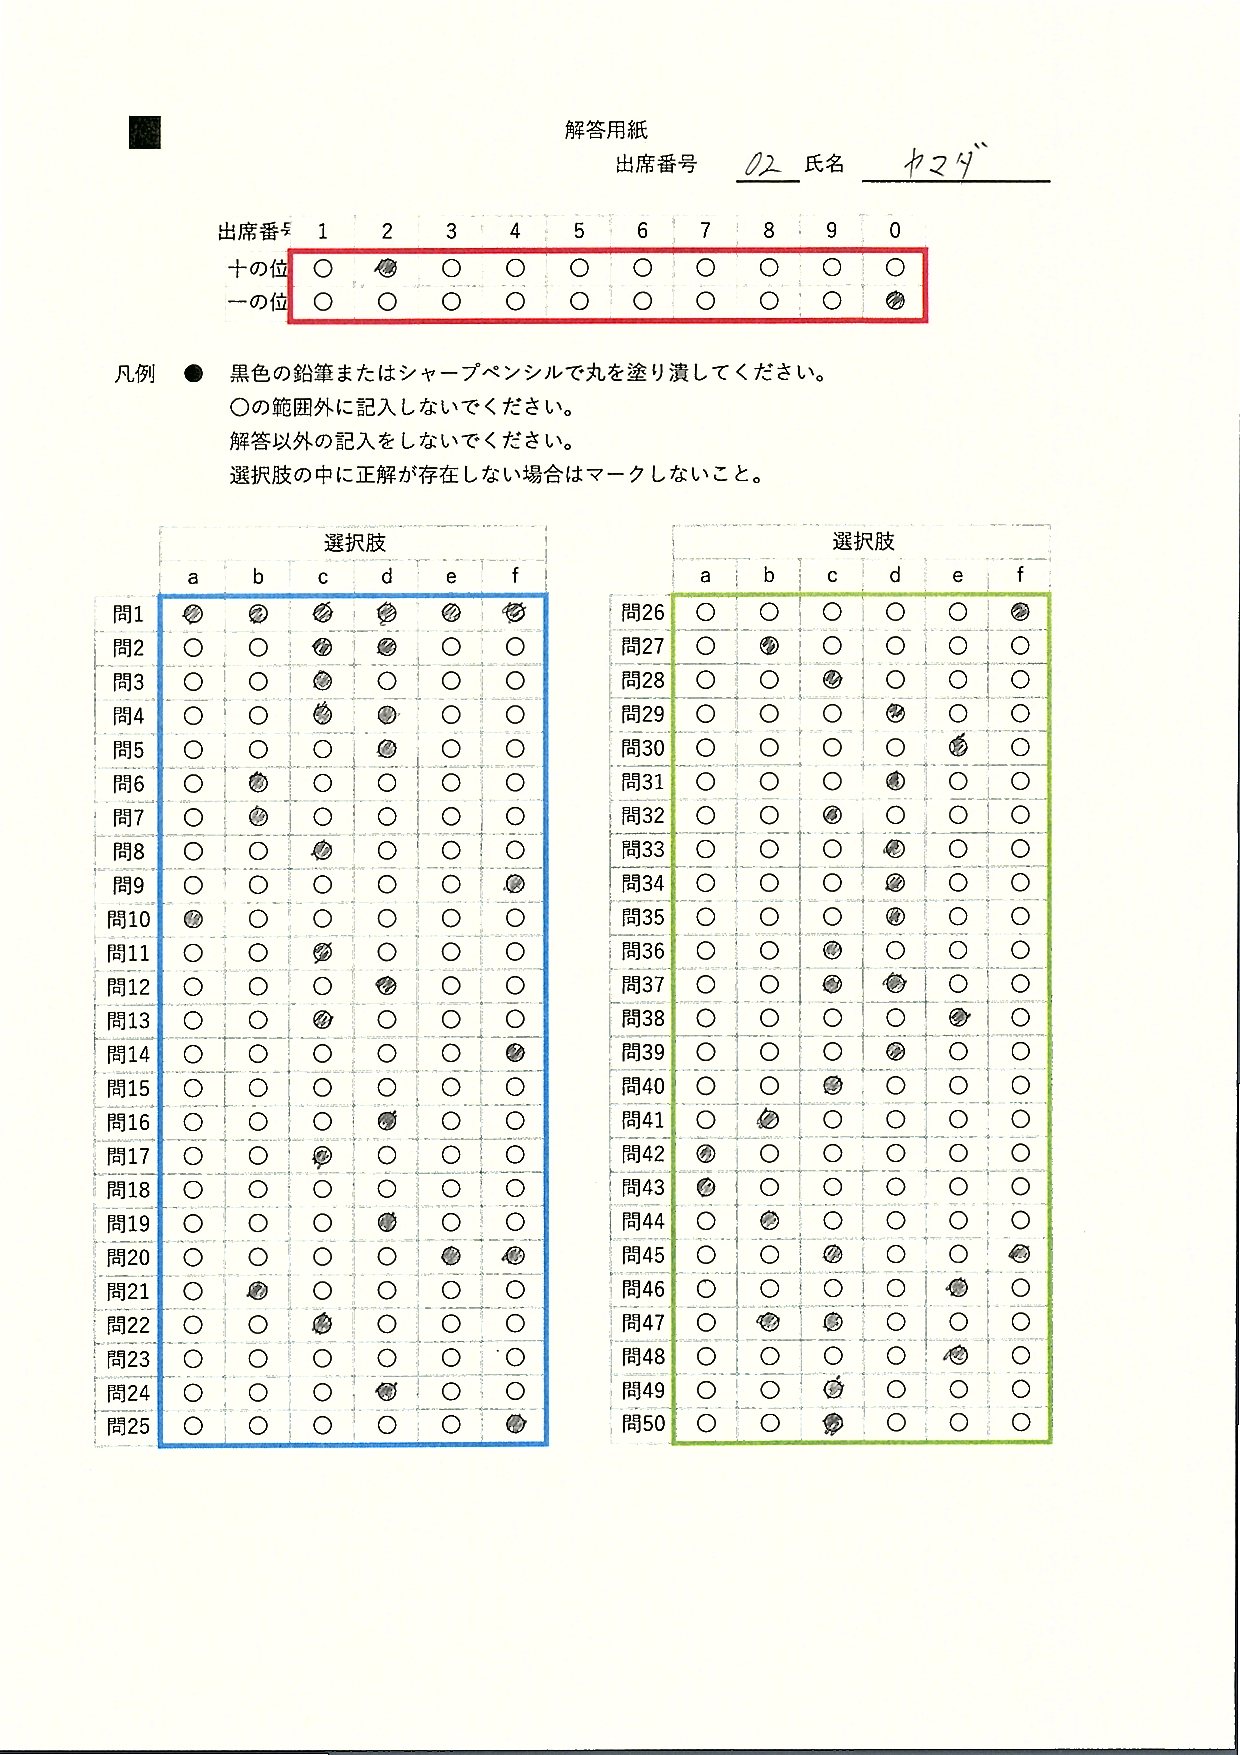 解答用紙
出席番号 02 氏名 ヤマダ
出席番号 1 2 3 4 5 6 7 8 9 0
十の位
一の位
凡例 ● 黒色の鉛筆またはシャープペンシルで丸を塗り潰してください。
〇の範囲外に記入しないでください。
解答以外の記入をしないでください。
選択肢の中に正解が存在しない場合はマークしないこと。
選択肢
a b c d e f
問1
問2
問3
問4
問5
問6
問7
問8
問9
問10
問11
問12
問13
問14
問15
問16
問17
問18
問19
問20
問21
問22
問23
問24
問25
選択肢
a b c d e f
問26
問27
問28
問29
問30
問31
問32
問33
問34
問35
問36
問37
問38
問39
問40
問41
問42
問43
問44
問45
問46
問47
問48
問49
問50